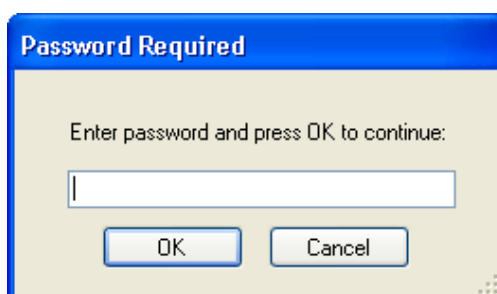 Password Required
Enter password and press OK to continue:
OK Cancel